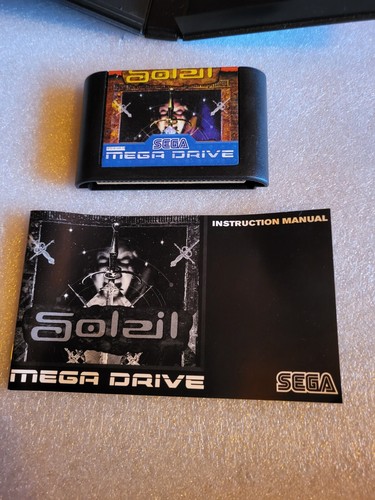 Soleil
SEGA
MEGA DRIVE
INSTRUCTION MANUAL
Soleil
MEGA DRIVE
SEGA